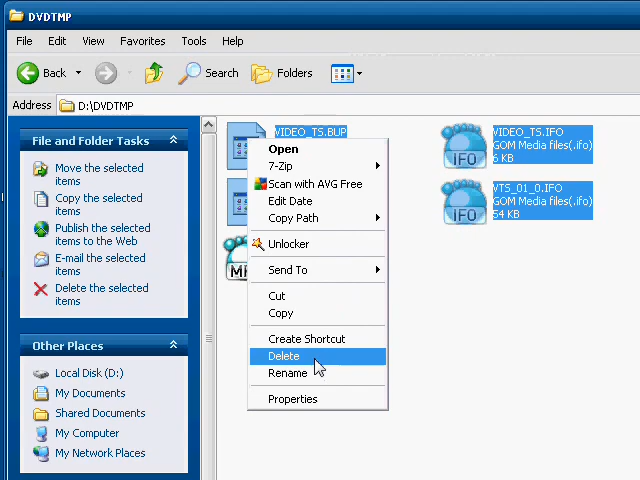 DVDTMP
File Edit View Favorites Tools Help
Back Search Folders
Address D:\DVDTMP
File and Folder Tasks
Move the selected
items
Copy the selected
items
Publish the selected
items to the Web
E-mail the selected
items
Delete the selected
items
Other Places
Local Disk (D:)
My Documents
Shared Documents
My Computer
My Network Places
VIDEO_TS.BUP
Open
7-Zip
Scan with AVG Free
Edit Date
Copy Path
Unlocker
Send To
Cut
Copy
Create Shortcut
Delete
Rename
Properties
IFO
VIDEO_TS.IFO
GOM Media files(.ifo)
6 KB
IFO
VTS_01_0.IFO
GOM Media files(.ifo)
54 KB